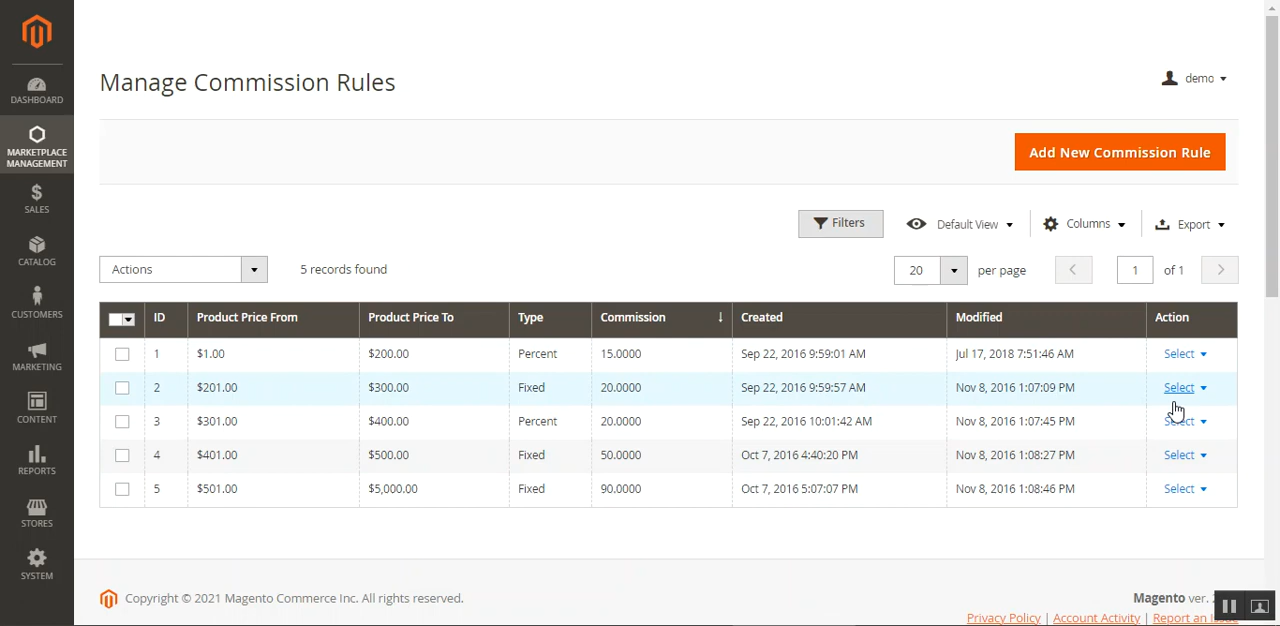 Manage Commission Rules
demo
DASHBOARD
MARKETPLACE
MANAGEMENT
SALES
CATALOG
CUSTOMERS
MARKETING
CONTENT
REPORTS
STORES
SYSTEM
Add New Commission Rule
Filters Default View Columns Export
Actions 5 records found 20 per page 1 of 1
ID Product Price From Product Price To Type Commission ↓ Created Modified Action
1 $1.00 $200.00 Percent 15.0000 Sep 22, 2016 9:59:01 AM Jul 17, 2018 7:51:46 AM Select
2 $201.00 $300.00 Fixed 20.0000 Sep 22, 2016 9:59:57 AM Nov 8, 2016 1:07:09 PM Select
3 $301.00 $400.00 Percent 20.0000 Sep 22, 2016 10:01:42 AM Nov 8, 2016 1:07:45 PM Select
4 $401.00 $500.00 Fixed 50.0000 Oct 7, 2016 4:40:20 PM Nov 8, 2016 1:08:27 PM Select
5 $501.00 $5,000.00 Fixed 90.0000 Oct 7, 2016 5:07:07 PM Nov 8, 2016 1:08:46 PM Select
Copyright © 2021 Magento Commerce Inc. All rights reserved.
Magento ver.
Privacy Policy | Account Activity | Report an